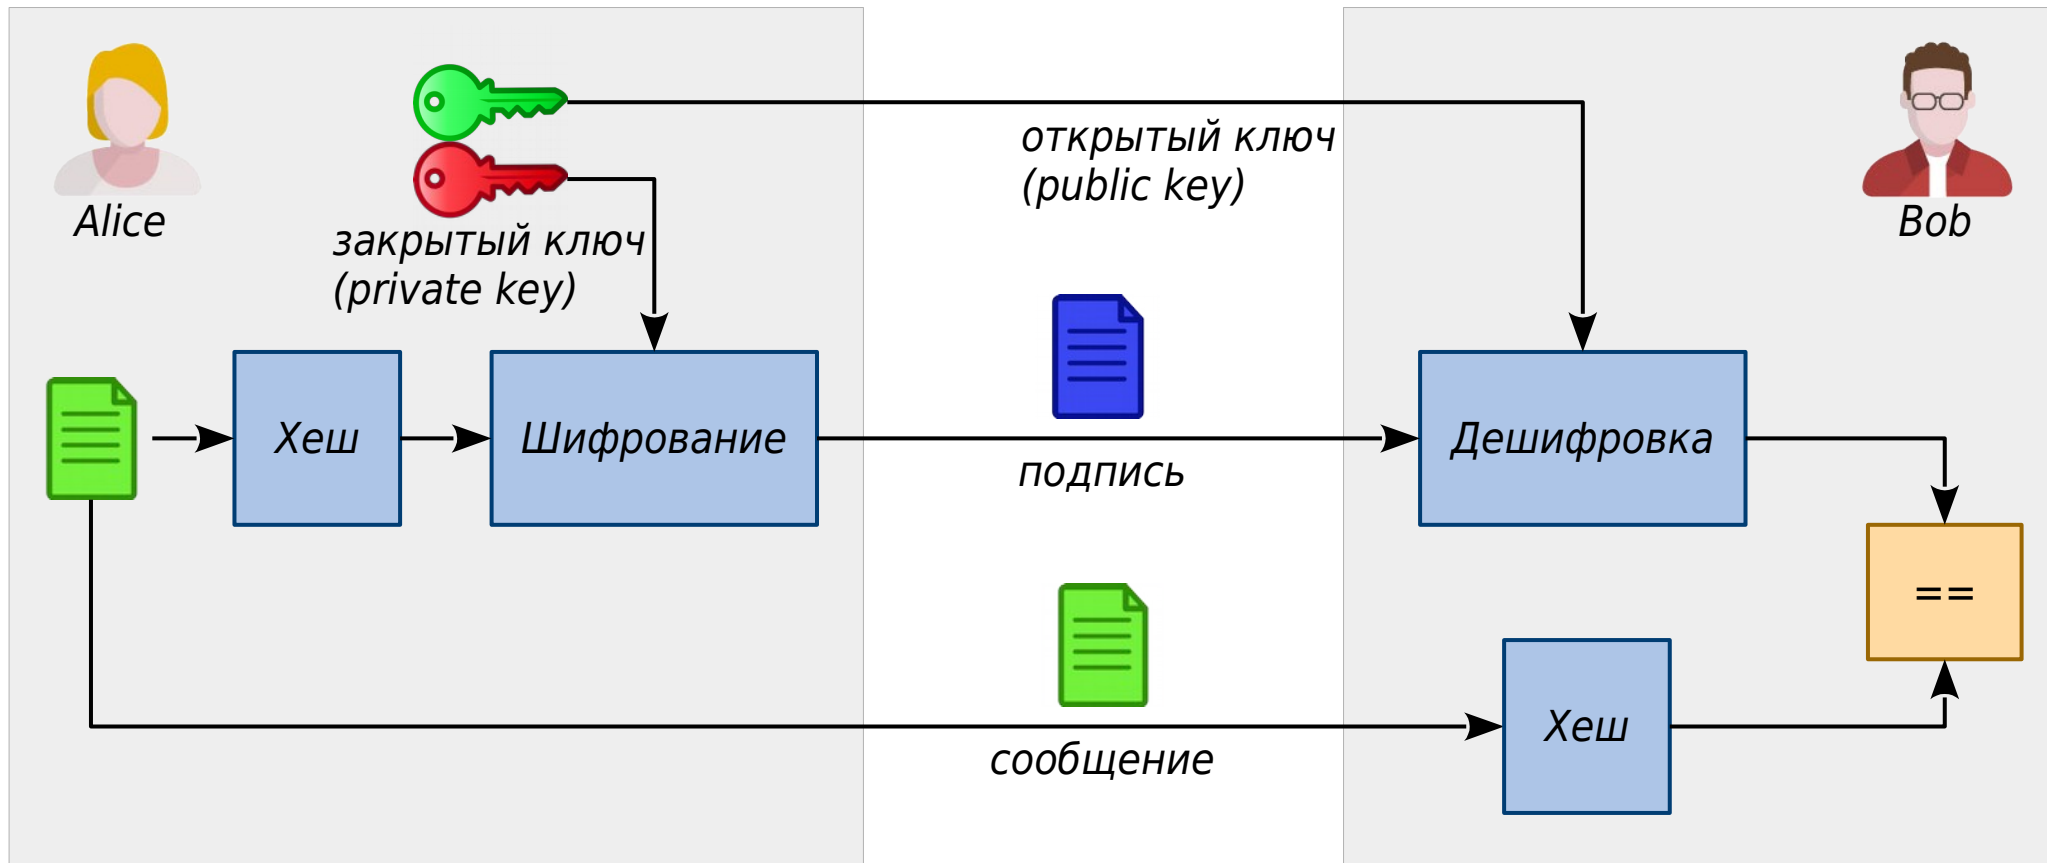 Alice
открытый ключ
(public key)
Bob
закрытый ключ
(private key)
Хеш
Шифрование
подпись
Дешифровка
==
сообщение
Хеш